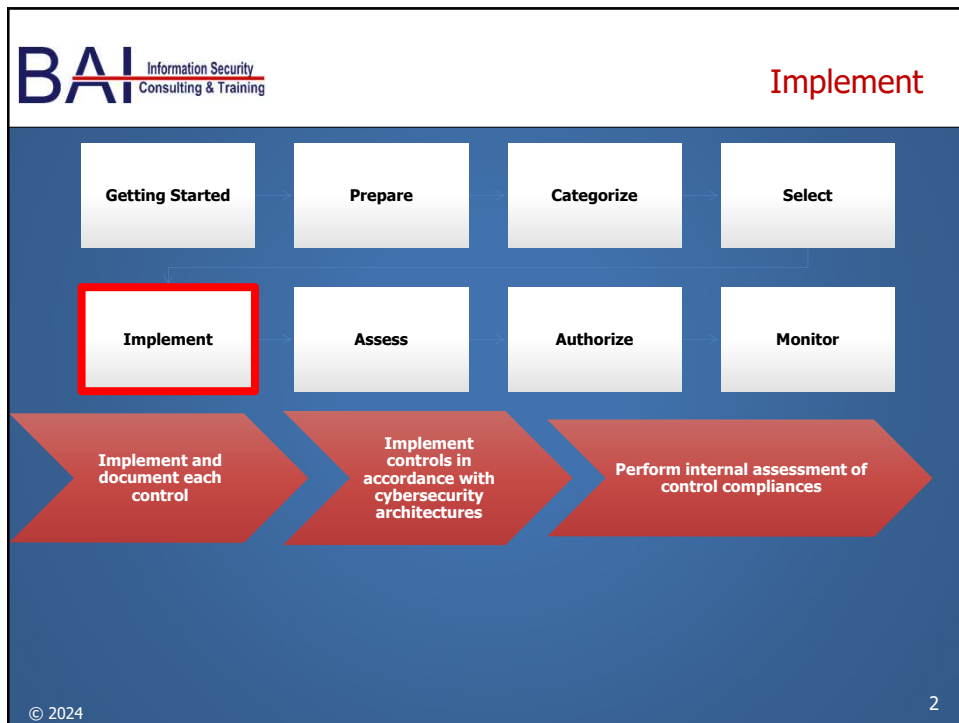 BAI
Information Security
Consulting & Training
Implement
Getting Started
Prepare
Categorize
Select
Implement
Assess
Authorize
Monitor
Implement and
document each
control
Implement
controls in
accordance with
cybersecurity
architectures
Perform internal assessment of
control compliances
© 2024
2